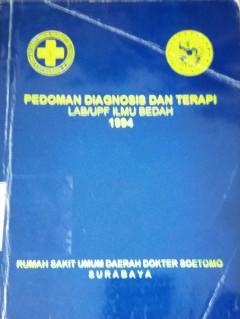 PEDOMAN DIAGNOSIS DAN TERAPI
LAB/UPF ILMU BEDAH
1994
RUMAH SAKIT UMUM DAERAH DOKTER SOETOMO
SURABAYA